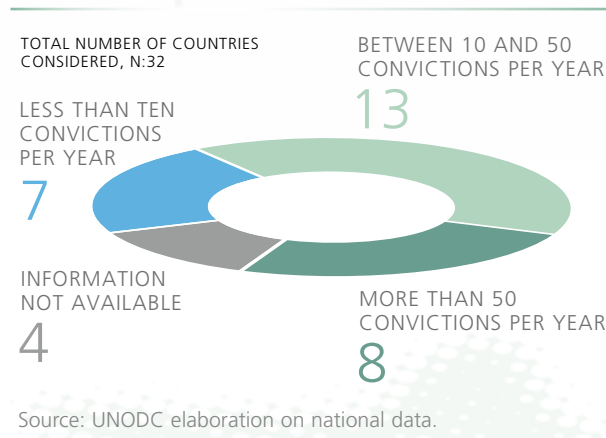 TOTAL NUMBER OF COUNTRIES
CONSIDERED, N:32
BETWEEN 10 AND 50
CONVICTIONS PER YEAR
13
LESS THAN TEN
CONVICTIONS
PER YEAR
7
INFORMATION
NOT AVAILABLE
4
MORE THAN 50
CONVICTIONS PER YEAR
8
Source: UNODC elaboration on national data.